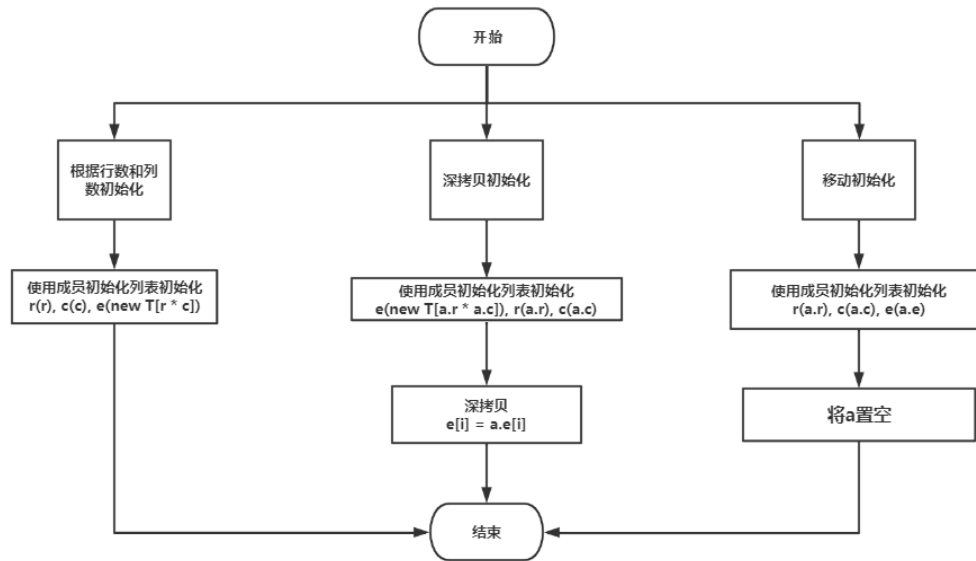 开始
根据行数和列
数初始化
深拷贝初始化
移动初始化
使用成员初始化列表初始化
r(r), c(c), e(new T[r * c])
使用成员初始化列表初始化
e(new T[a.r * a.c]), r(a.r), c(a.c)
使用成员初始化列表初始化
r(a.r), c(a.c), e(a.e)
深拷贝
e[i] = a.e[i]
将a置空
结束